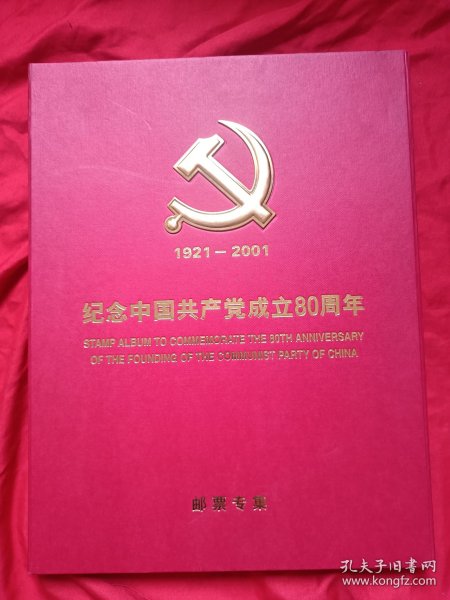 1921－2001
纪念中国共产党成立80周年
STAMP ALBUM TO COMMEMORATE THE 80TH ANNIVERSARY
OF THE FOUNDING OF THE COMMUNIST PARTY OF CHINA
邮票专集
孔夫子旧书网
www.kongfz.com